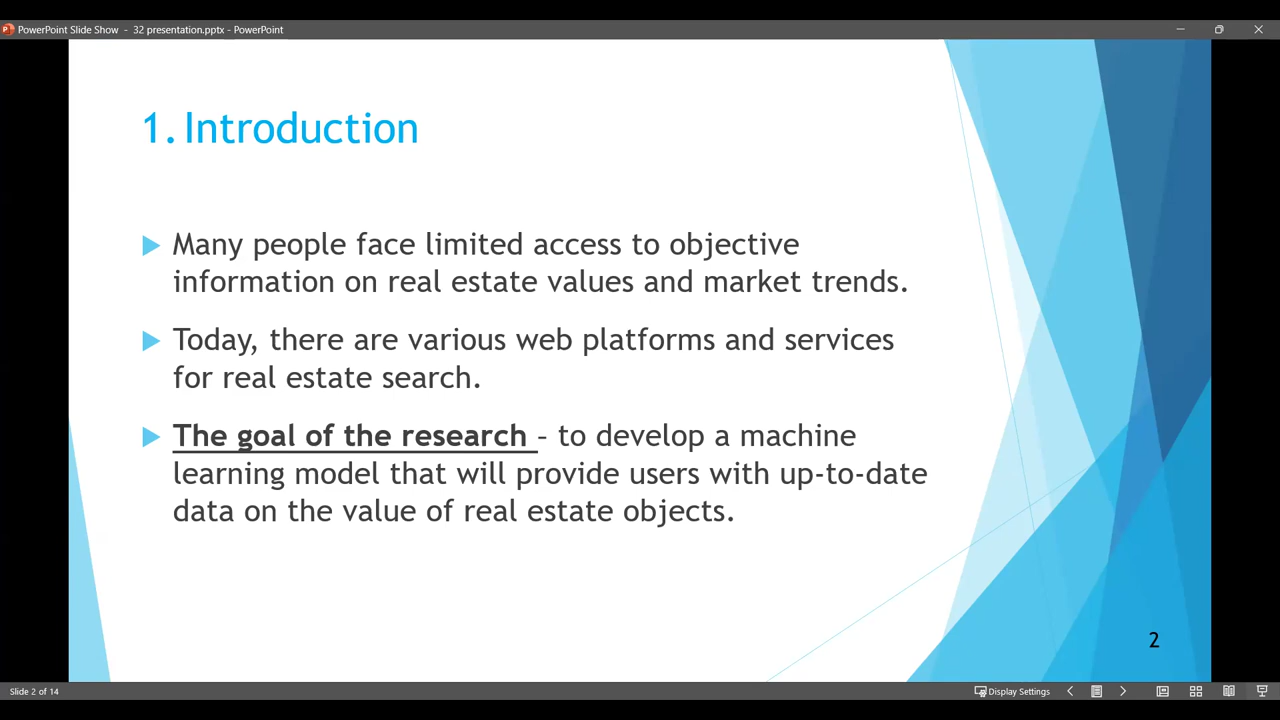 PowerPoint Slide Show - 32 presentation.pptx - PowerPoint
1. Introduction
Many people face limited access to objective
information on real estate values and market trends.
Today, there are various web platforms and services
for real estate search.
The goal of the research – to develop a machine
learning model that will provide users with up-to-date
data on the value of real estate objects.
2
Slide 2 of 14
Display Settings